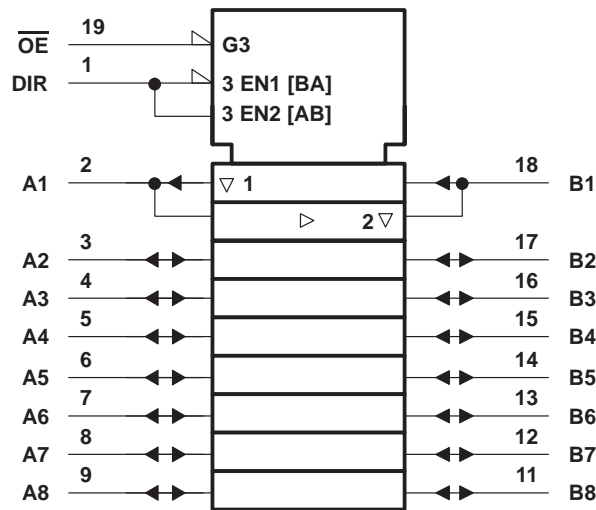 OE 19 G3
DIR 1 3 EN1 [BA]
3 EN2 [AB]
A1 2 ▽ 1 18 B1
▷ 2 ▽
A2 3 17 B2
A3 4 16 B3
A4 5 15 B4
A5 6 14 B5
A6 7 13 B6
A7 8 12 B7
A8 9 11 B8